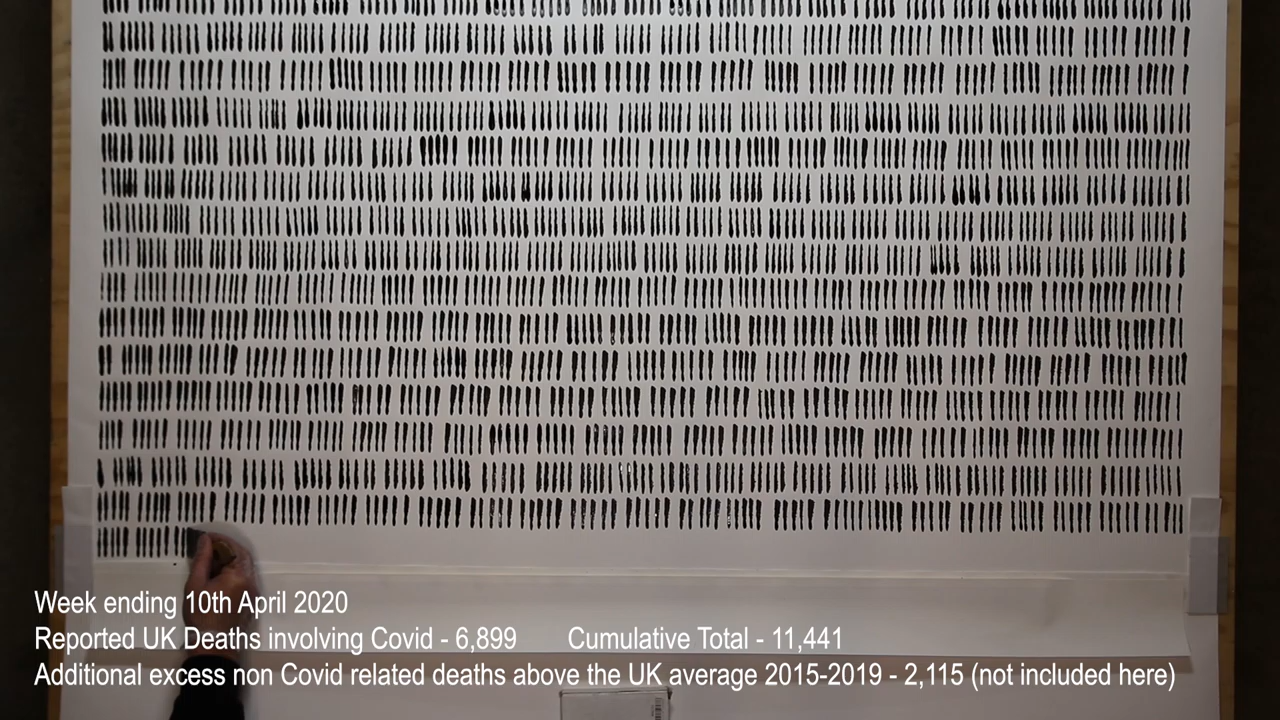 Week ending 10th April 2020
Reported UK Deaths involving Covid - 6,899 Cumulative Total - 11,441
Additional excess non Covid related deaths above the UK average 2015-2019 - 2,115 (not included here)